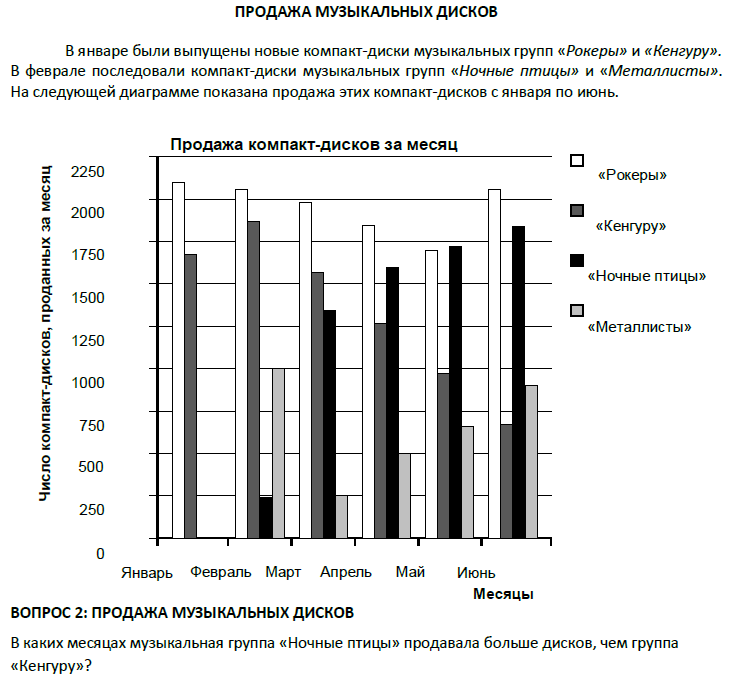 ПРОДАЖА МУЗЫКАЛЬНЫХ ДИСКОВ
В январе были выпущены новые компакт-диски музыкальных групп «Рокеры» и «Кенгуру».
В феврале последовали компакт-диски музыкальных групп «Ночные птицы» и «Металлисты».
На следующей диаграмме показана продажа этих компакт-дисков с января по июнь.
Продажа компакт-дисков за месяц
Число компакт-дисков, проданных за месяц
2250
2000
1750
1500
1250
1000
750
500
250
0
«Рокеры»
«Кенгуру»
«Ночные птицы»
«Металлисты»
Январь Февраль Март Апрель Май Июнь
Месяцы
ВОПРОС 2: ПРОДАЖА МУЗЫКАЛЬНЫХ ДИСКОВ
В каких месяцах музыкальная группа «Ночные птицы» продавала больше дисков, чем группа
«Кенгуру»?